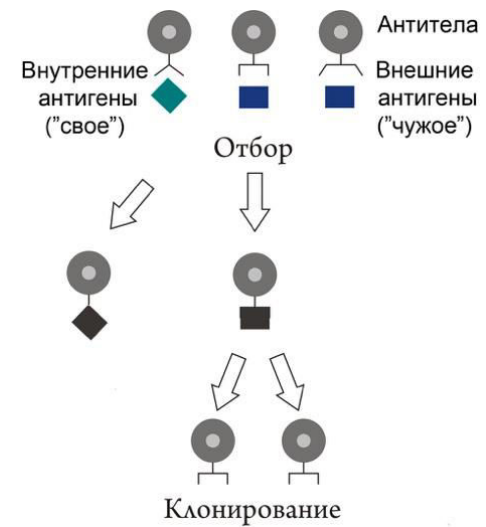 Антитела
Внутренние
антигены
("свое")
Внешние
антигены
("чужое")
Отбор
Клонирование